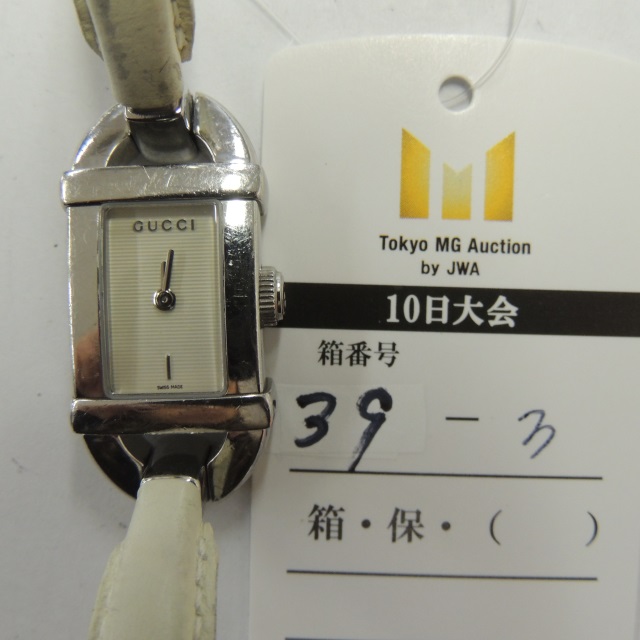 GUCCI
SWISS MADE
Tokyo MG Auction
by JWA
10日大会
箱番号
39 - 3
箱・保・( )